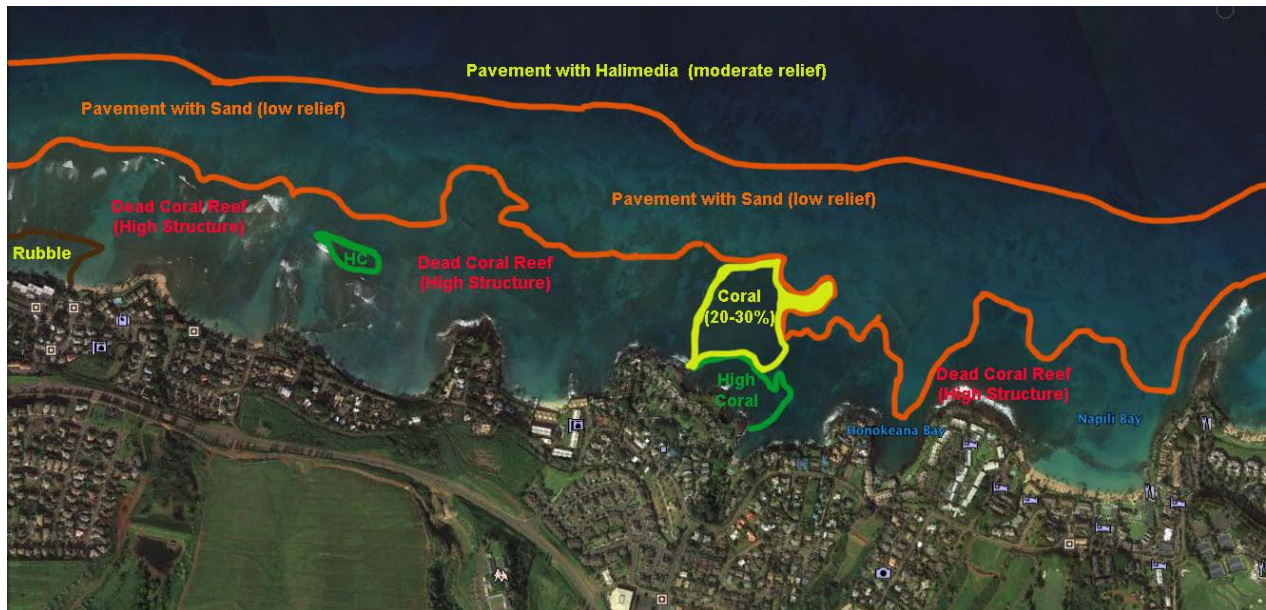 Pavement with Halimedia (moderate relief)
Pavement with Sand (low relief)
Pavement with Sand (low relief)
Dead Coral Reef
(High Structure)
Rubble
HC
Dead Coral Reef
(High Structure)
Coral
(20-30%)
High
Coral
Dead Coral Reef
(High Structure)
Honokeana Bay
Napili Bay